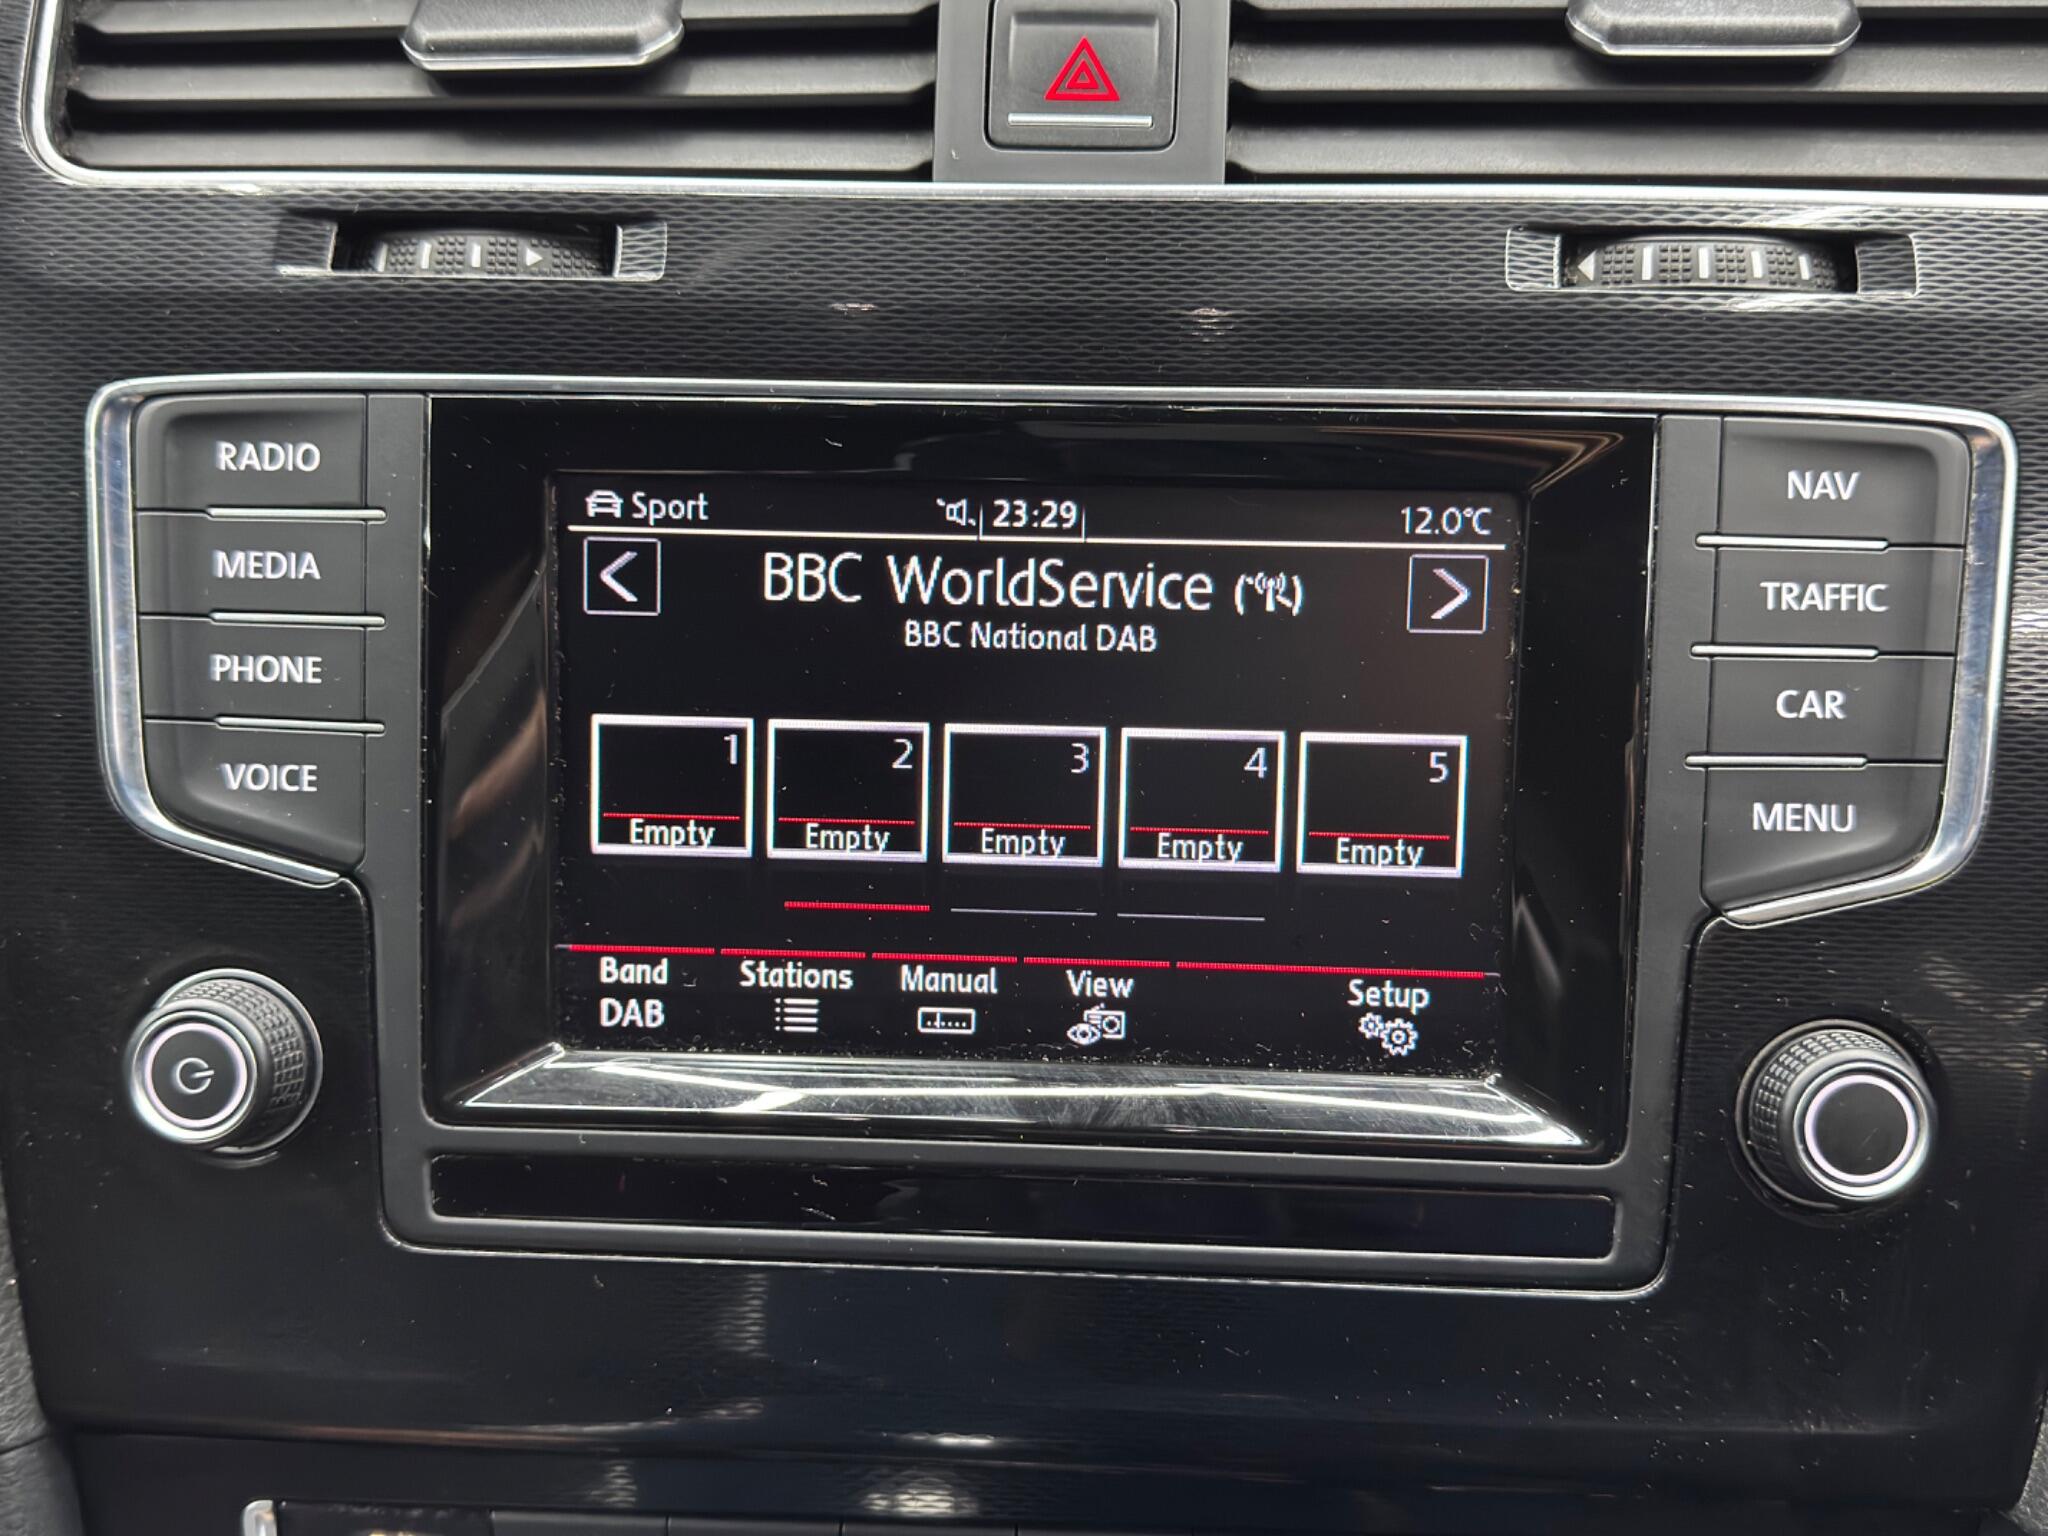 RADIO
MEDIA
PHONE
VOICE
Sport 23:29 12.0°C
BBC WorldService
BBC National DAB
1 2 3 4 5
Empty Empty Empty Empty Empty
Band Stations Manual View Setup
DAB
NAV
TRAFFIC
CAR
MENU